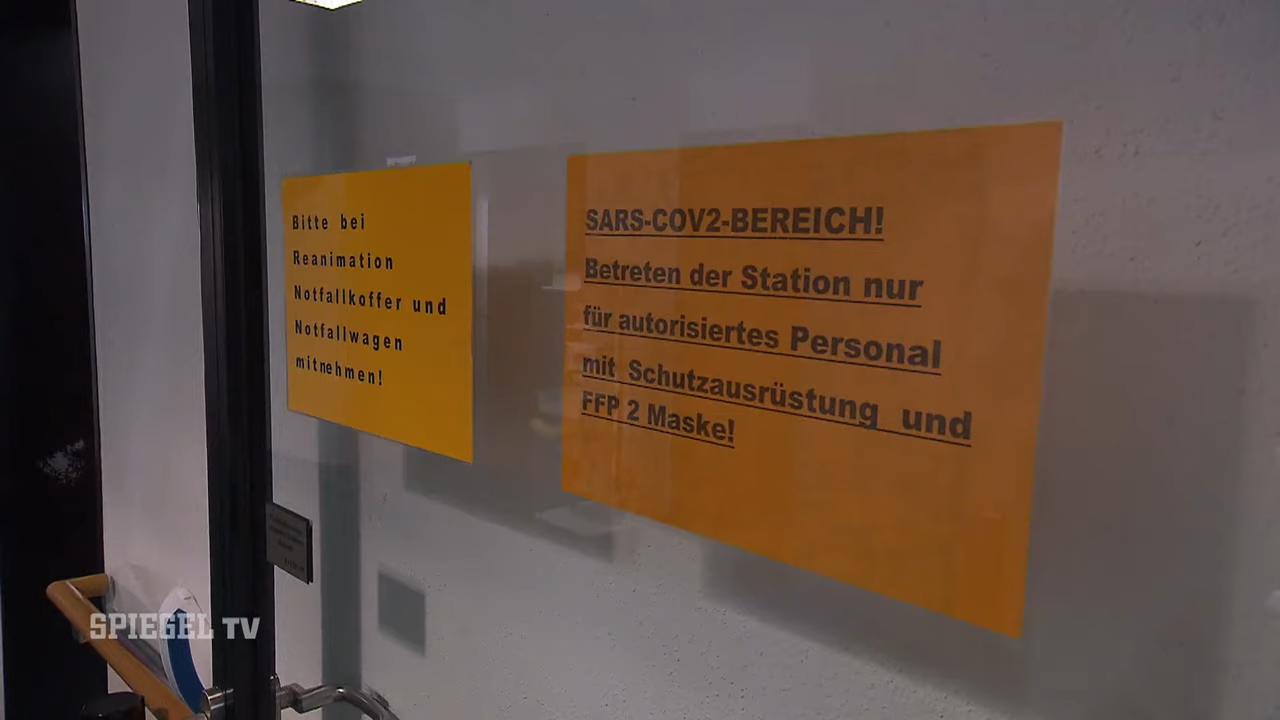 Bitte bei
Reanimation
Notfallkoffer und
Notfallwagen
mitnehmen!
SARS-COV2-BEREICH!
Betreten der Station nur
für autorisiertes Personal
mit Schutzausrüstung und
FFP 2 Maske!
SPIEGEL TV